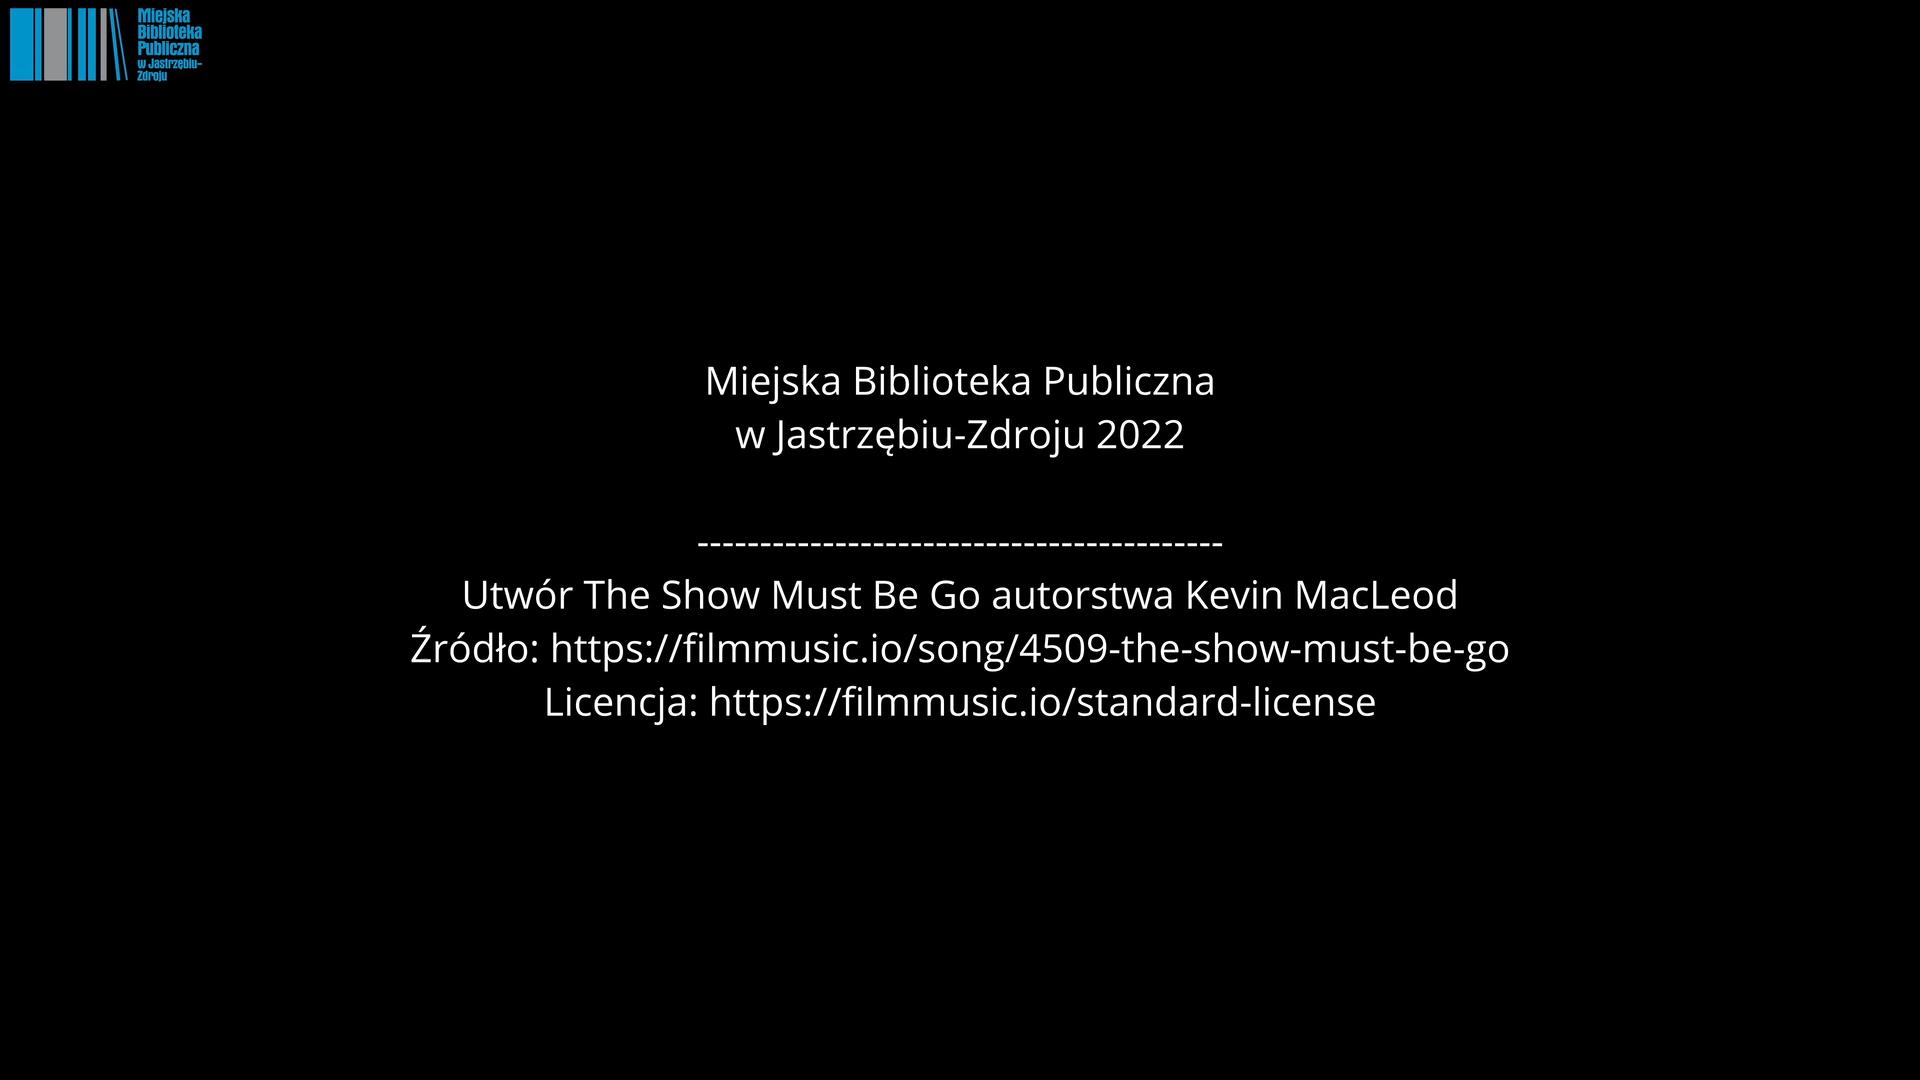 Miejska
Biblioteka
Publiczna
w Jastrzębiu-
Zdroju
Miejska Biblioteka Publiczna
w Jastrzębiu-Zdroju 2022
------------------------------------------
Utwór The Show Must Be Go autorstwa Kevin MacLeod
Źródło: https://filmmusic.io/song/4509-the-show-must-be-go
Licencja: https://filmmusic.io/standard-license